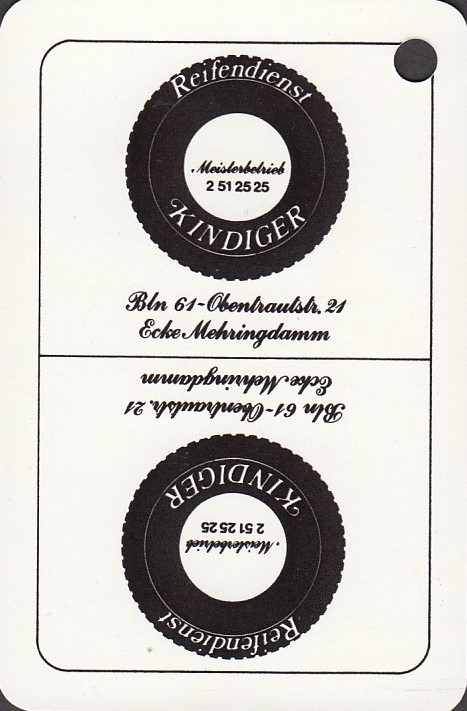 Reifendienst
Meisterbetrieb
2 51 25 25
KINDIGER
Bln 61-Obentrautstr. 21
Ecke Mehringdamm
Bln 61-Obentrautstr. 21
Ecke Mehringdamm
KINDIGER
2 51 25 25
Meisterbetrieb
Reifendienst